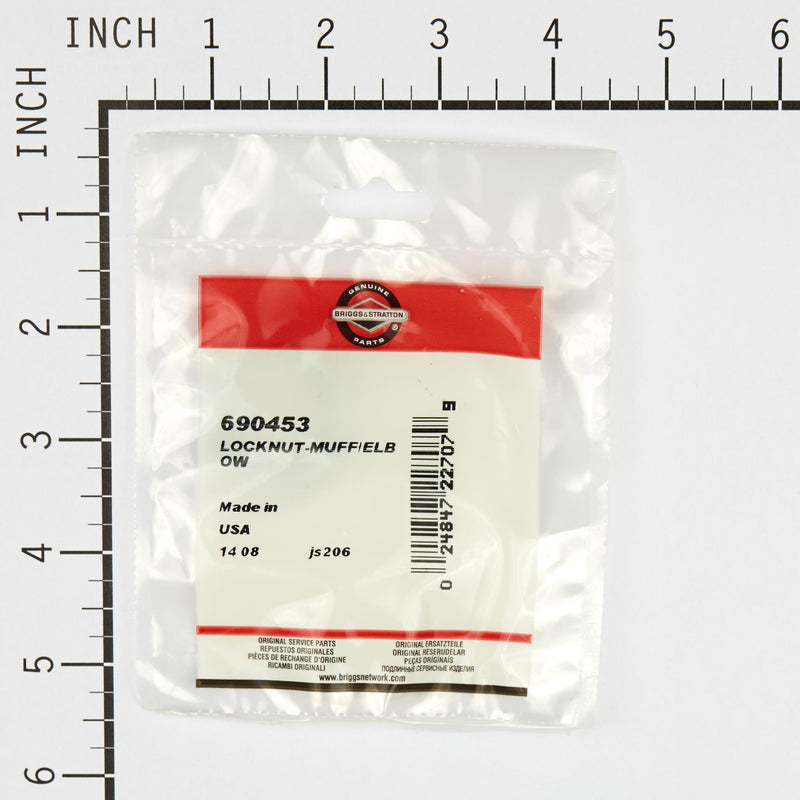 INCH 1 2 3 4 5 6
INCH
1
2
3
4
5
6
GENUINE
BRIGGS & STRATTON
®
PARTS
690453
LOCKNUT-MUFF/ELB
OW
Made in
USA
14 08 js206
0 24847 22707 9
ORIGINAL SERVICE PARTS
REPUESTOS ORIGINALES
PIÈCES DE RECHANGE D'ORIGINE
RICAMBI ORIGINALI
ORIGINAL ERSATZTEILE
ORIGINAL RESERUDELAR
PEÇAS ORIGINAIS
ПОДЛИННЫЕ СЕРВИСНЫЕ ИЗДЕЛИЯ
www.briggsnetwork.com